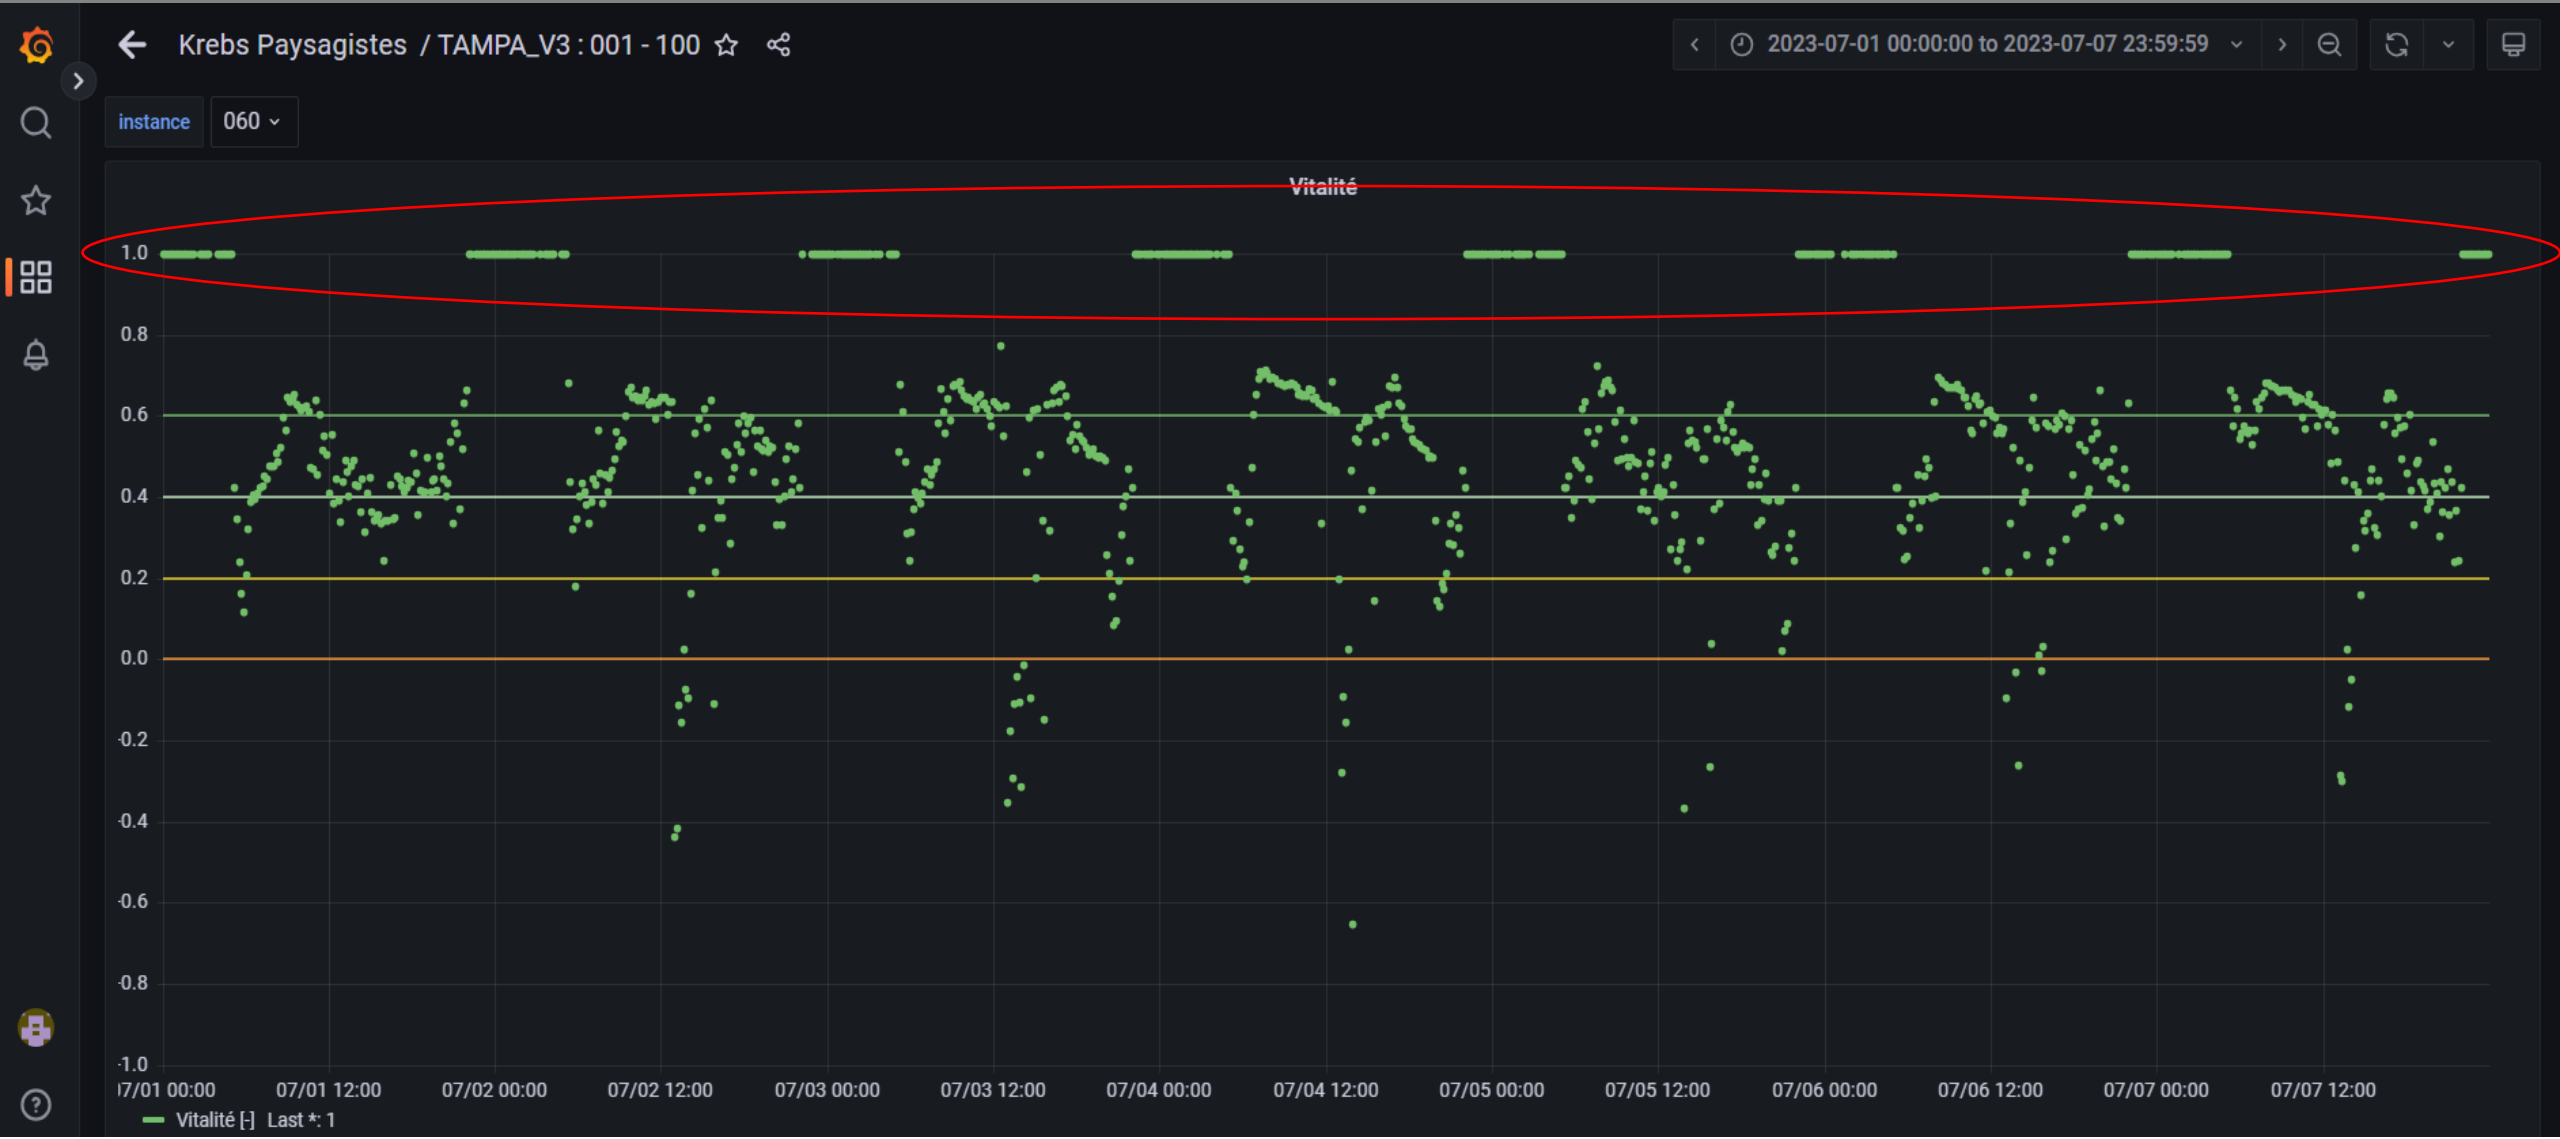 Krebs Paysagistes / TAMPA_V3 : 001 - 100
2023-07-01 00:00:00 to 2023-07-07 23:59:59
instance 060
Vitalité
1.0
0.8
0.6
0.4
0.2
0.0
-0.2
-0.4
-0.6
-0.8
-1.0
07/01 00:00 07/01 12:00 07/02 00:00 07/02 12:00 07/03 00:00 07/03 12:00 07/04 00:00 07/04 12:00 07/05 00:00 07/05 12:00 07/06 00:00 07/06 12:00 07/07 00:00 07/07 12:00
Vitalité [-] Last *: 1